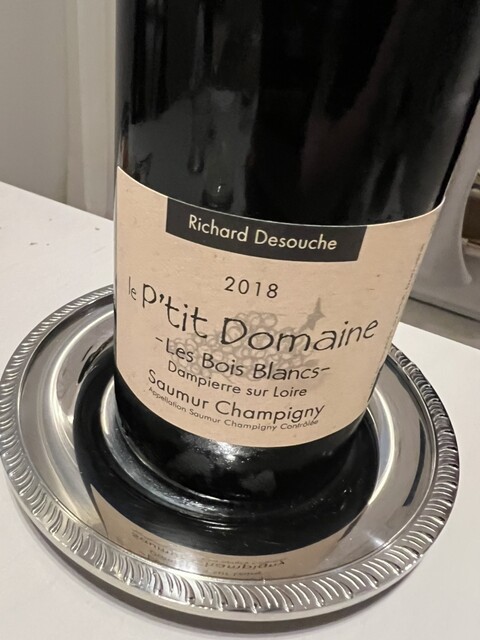 Richard Desouche
2018
le P'tit Domaine
-Les Bois Blancs-
Dampierre sur Loire
Saumur Champigny
Appellation Saumur Champigny Contrôlée